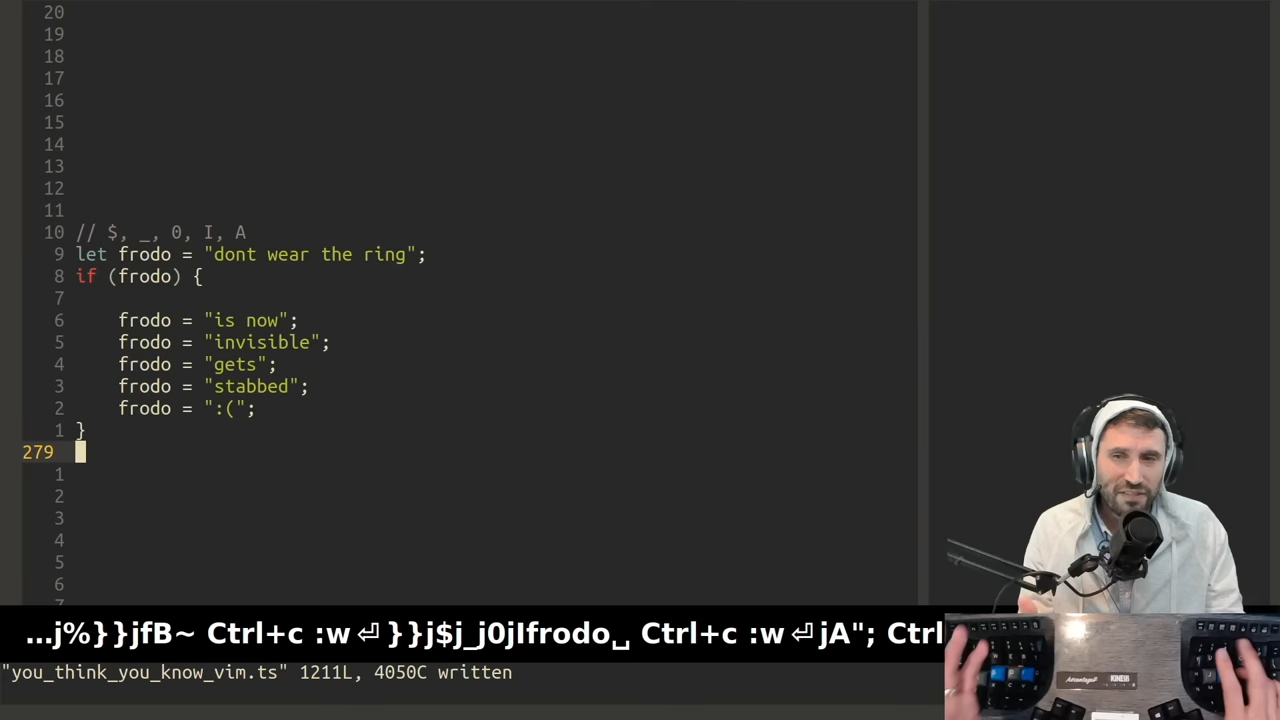 20
19
18
17
16
15
14
13
12
11
10 // $, _, 0, I, A
9 let frodo = "dont wear the ring";
8 if (frodo) {
7
6 frodo = "is now";
5 frodo = "invisible";
4 frodo = "gets";
3 frodo = "stabbed";
2 frodo = ":(";
1 }
279
1
2
3
4
5
6
7
…j%}}jfB~ Ctrl+c :w⏎ }}j$j_j0jIfrodo␣ Ctrl+c :w⏎jA"; Ctrl
"you_think_you_know_vim.ts" 1211L, 4050C written
Advantage2 KINESIS